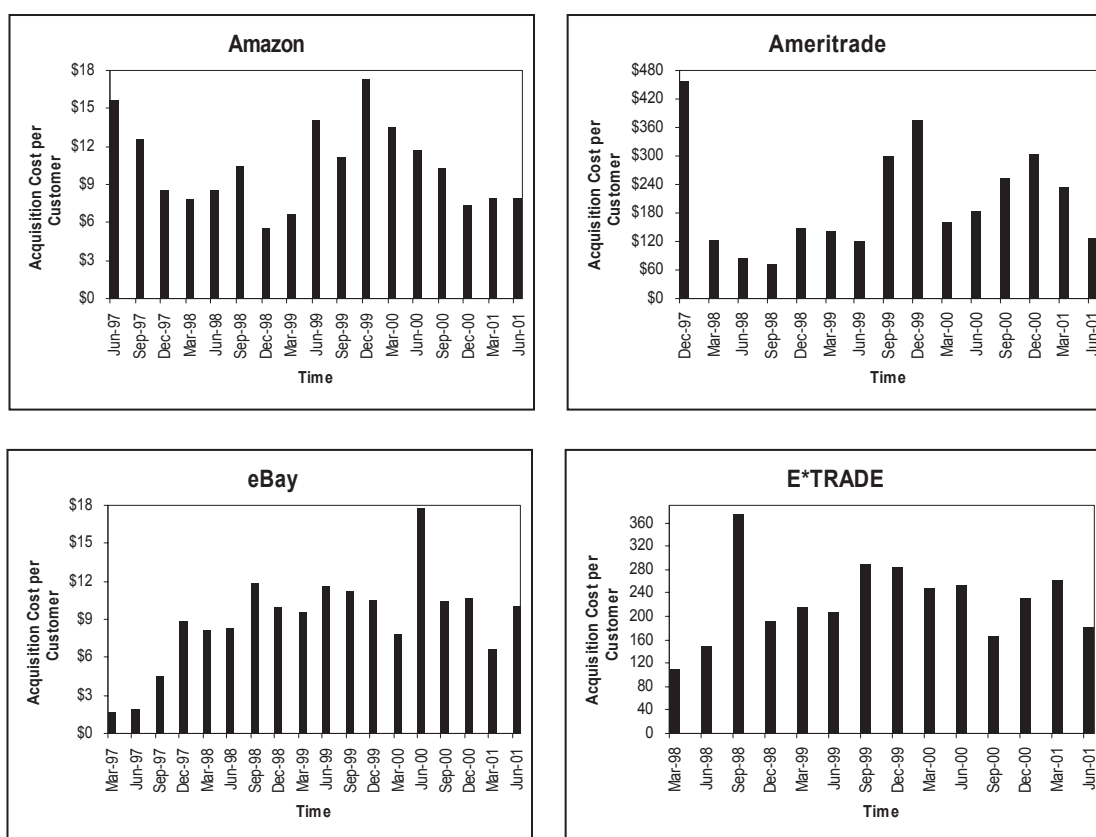 Amazon
$18
$15
$12
$9
$6
$3
$0
Acquisition Cost per
Customer
Jun-97
Sep-97
Dec-97
Mar-98
Jun-98
Sep-98
Dec-98
Mar-99
Jun-99
Sep-99
Dec-99
Mar-00
Jun-00
Sep-00
Dec-00
Mar-01
Jun-01
Time
Ameritrade
$480
$420
$360
$300
$240
$180
$120
$60
$0
Acquisition Cost per
Customer
Dec-97
Mar-98
Jun-98
Sep-98
Dec-98
Mar-99
Jun-99
Sep-99
Dec-99
Mar-00
Jun-00
Sep-00
Dec-00
Mar-01
Jun-01
Time
eBay
$18
$15
$12
$9
$6
$3
$0
Acquisition Cost per
Customer
Mar-97
Jun-97
Sep-97
Dec-97
Mar-98
Jun-98
Sep-98
Dec-98
Mar-99
Jun-99
Sep-99
Dec-99
Mar-00
Jun-00
Sep-00
Dec-00
Mar-01
Jun-01
Time
E*TRADE
360
320
280
240
200
160
120
80
40
0
Acquisition Cost per
Customer
Mar-98
Jun-98
Sep-98
Dec-98
Mar-99
Jun-99
Sep-99
Dec-99
Mar-00
Jun-00
Sep-00
Dec-00
Mar-01
Jun-01
Time